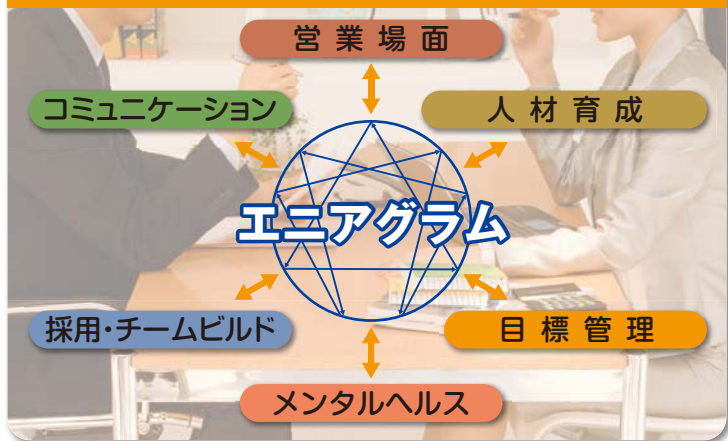 営業場面
コミュニケーション
人材育成
エニアグラム
採用・チームビルド
目標管理
メンタルヘルス